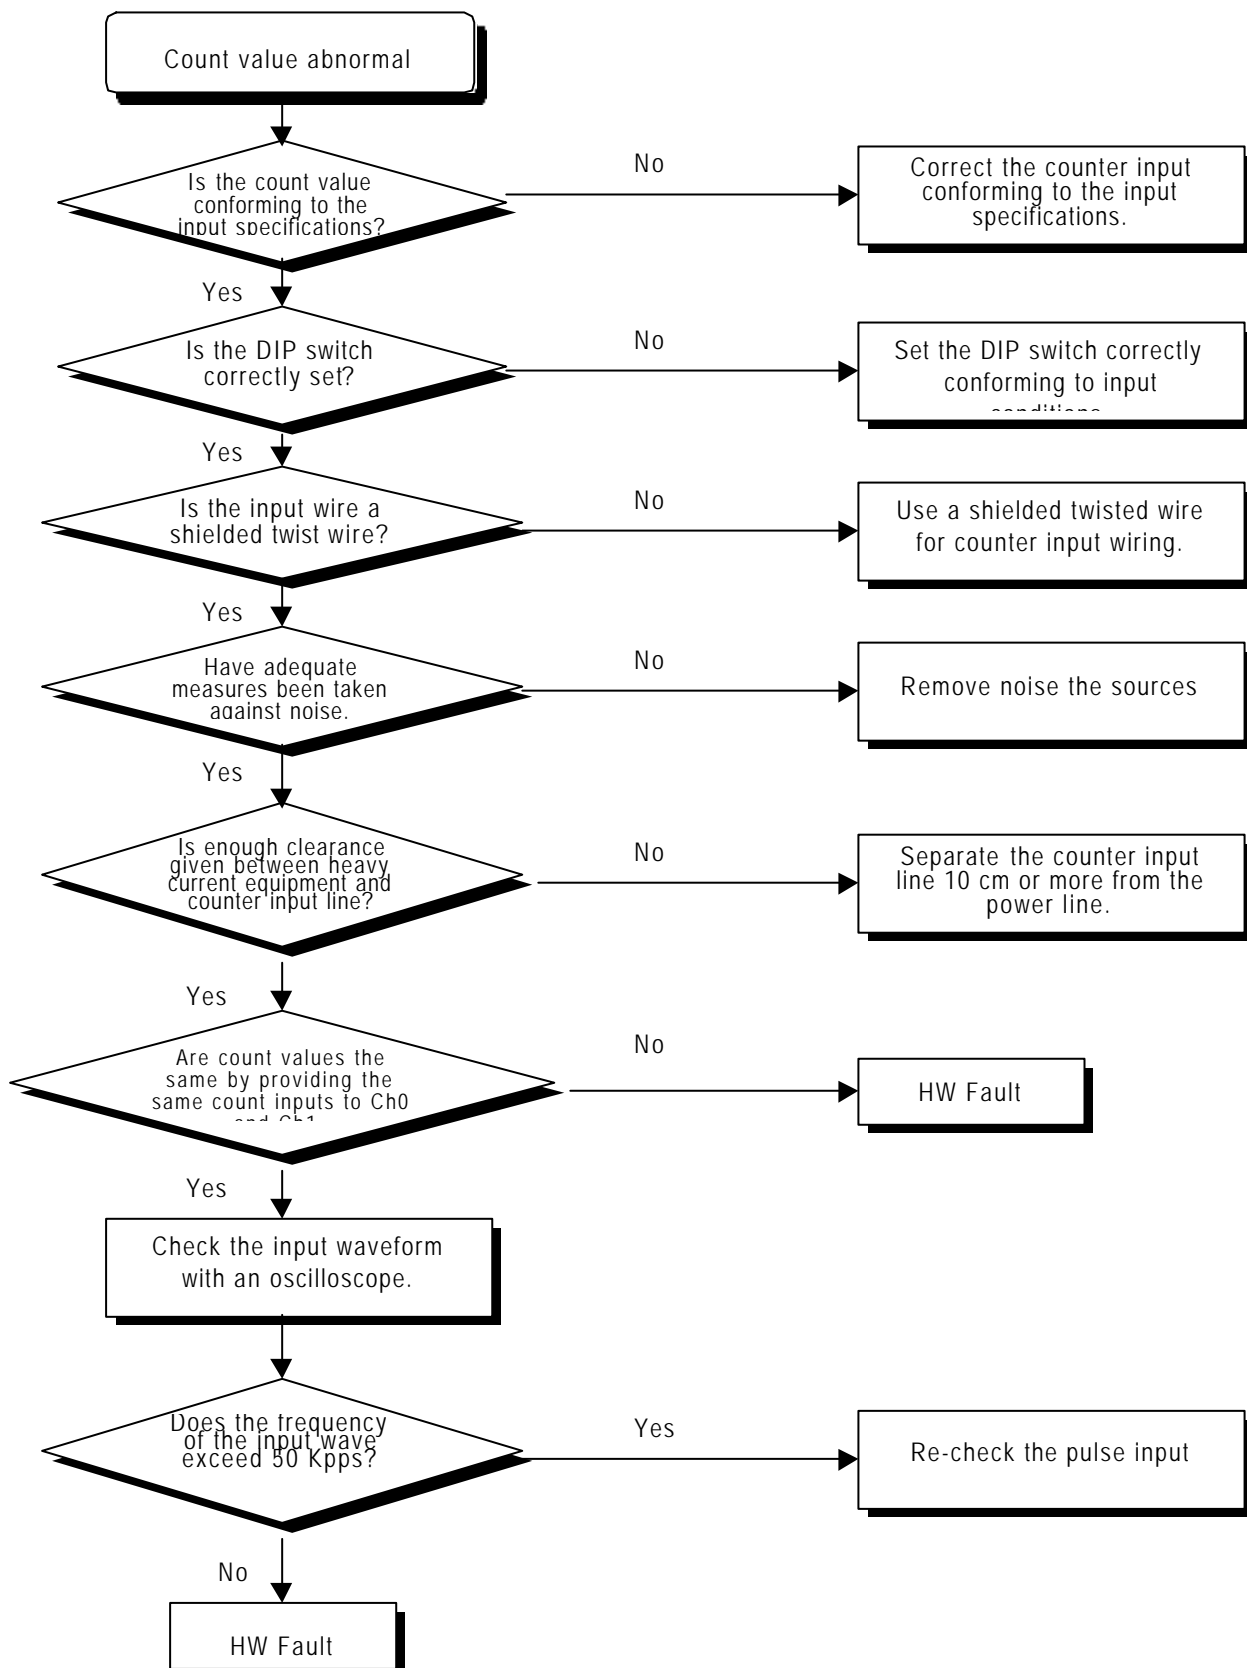 Count value abnormal
Is the count value
conforming to the
input specifications?
No
Correct the counter input
conforming to the input
specifications.
Yes
Is the DIP switch
correctly set?
No
Set the DIP switch correctly
conforming to input
conditions
Yes
Is the input wire a
shielded twist wire?
No
Use a shielded twisted wire
for counter input wiring.
Yes
Have adequate
measures been taken
against noise.
No
Remove noise the sources
Yes
Is enough clearance
given between heavy
current equipment and
counter input line?
No
Separate the counter input
line 10 cm or more from the
power line.
Yes
Are count values the
same by providing the
same count inputs to Ch0
and Ch1
No
HW Fault
Yes
Check the input waveform
with an oscilloscope.
Does the frequency
of the input wave
exceed 50 Kpps?
Yes
Re-check the pulse input
No
HW Fault